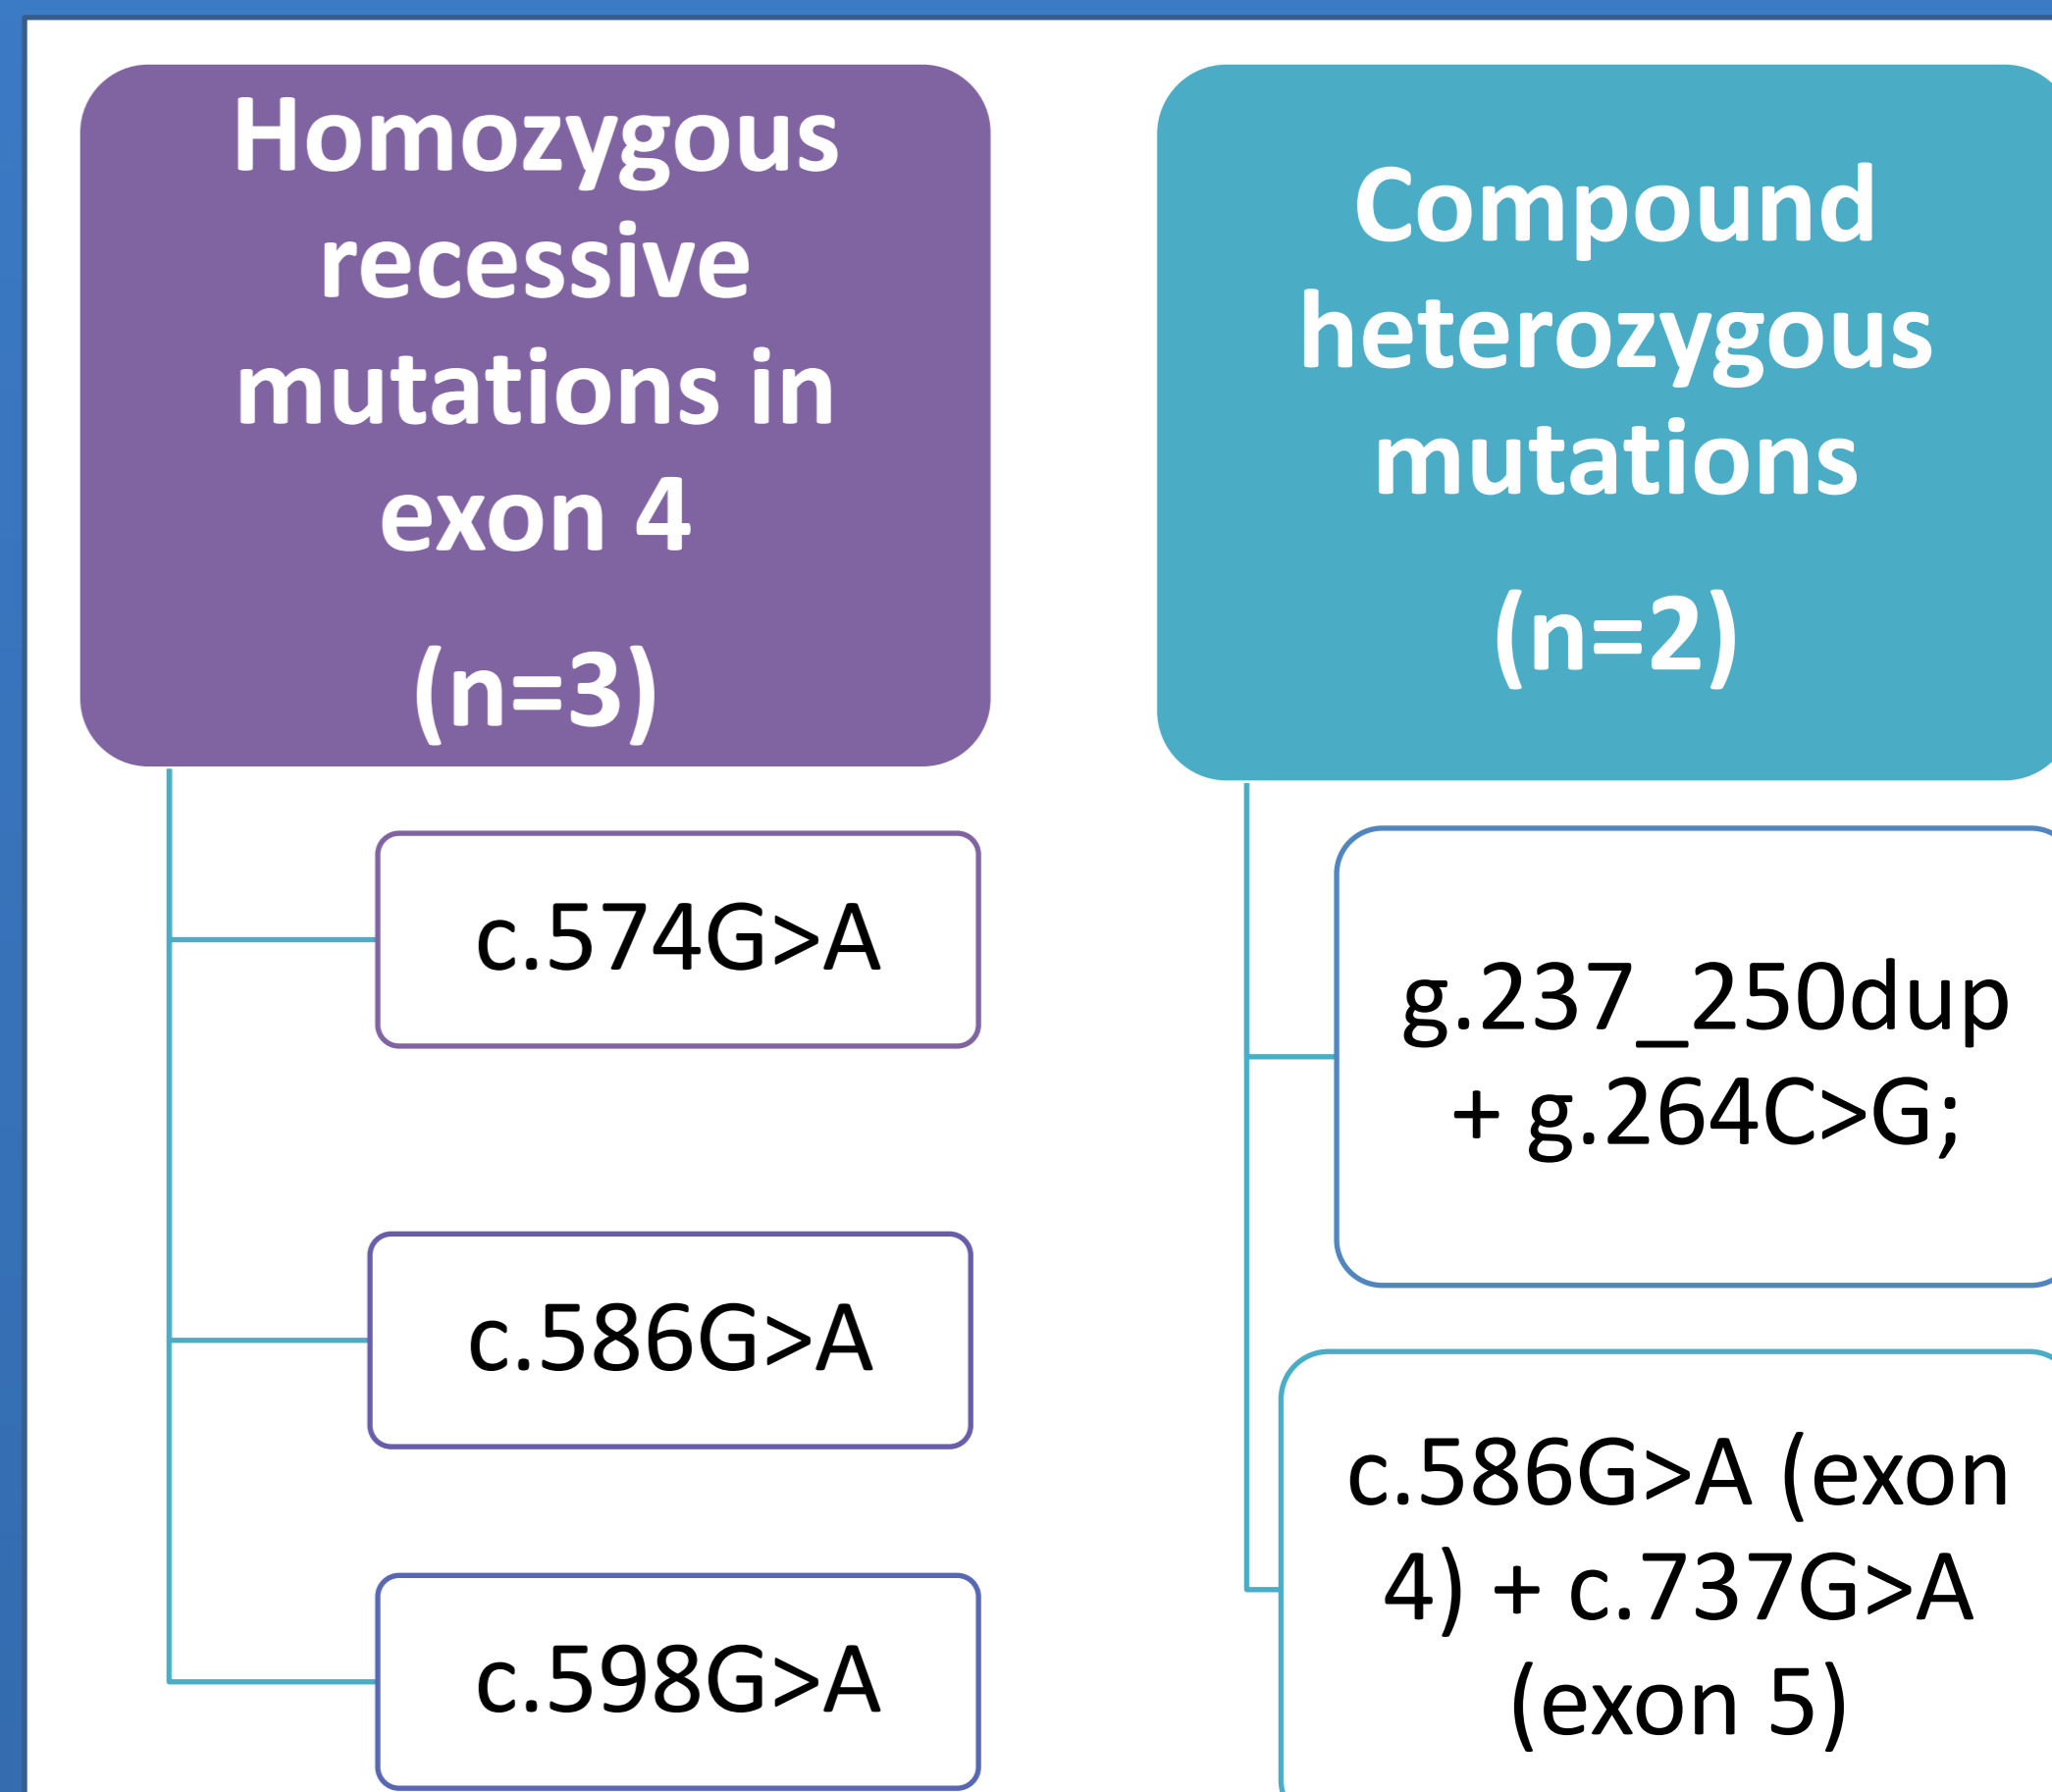 Homozygous
recessive
mutations in
exon 4
(n=3)
c.574G>A
c.586G>A
c.598G>A
Compound
heterozygous
mutations
(n=2)
g.237_250dup
+ g.264C>G;
c.586G>A (exon
4) + c.737G>A
(exon 5)